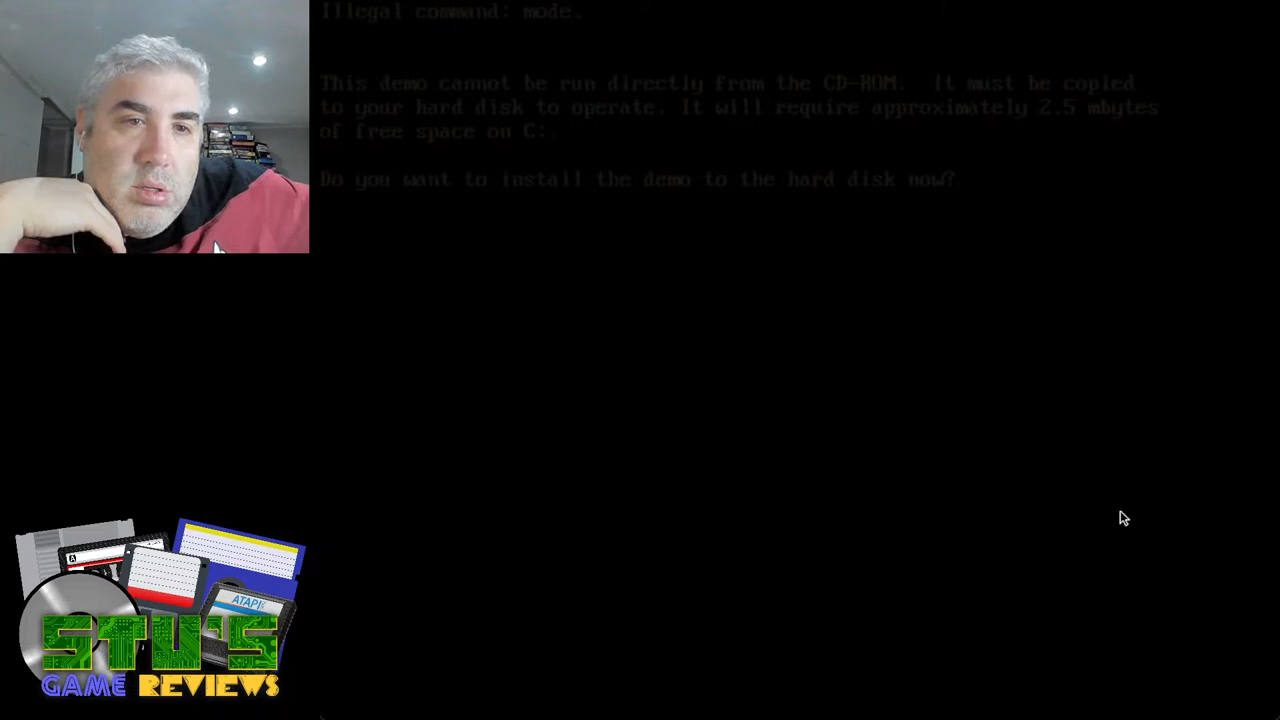 Illegal command: mode.
This demo cannot be run directly from the CD-ROM. It must be copied
to your hard disk to operate. It will require approximately 2.5 mbytes
of free space on C:.
Do you want to install the demo to the hard disk now?
A
ATAPI
STU'S
GAME REVIEWS